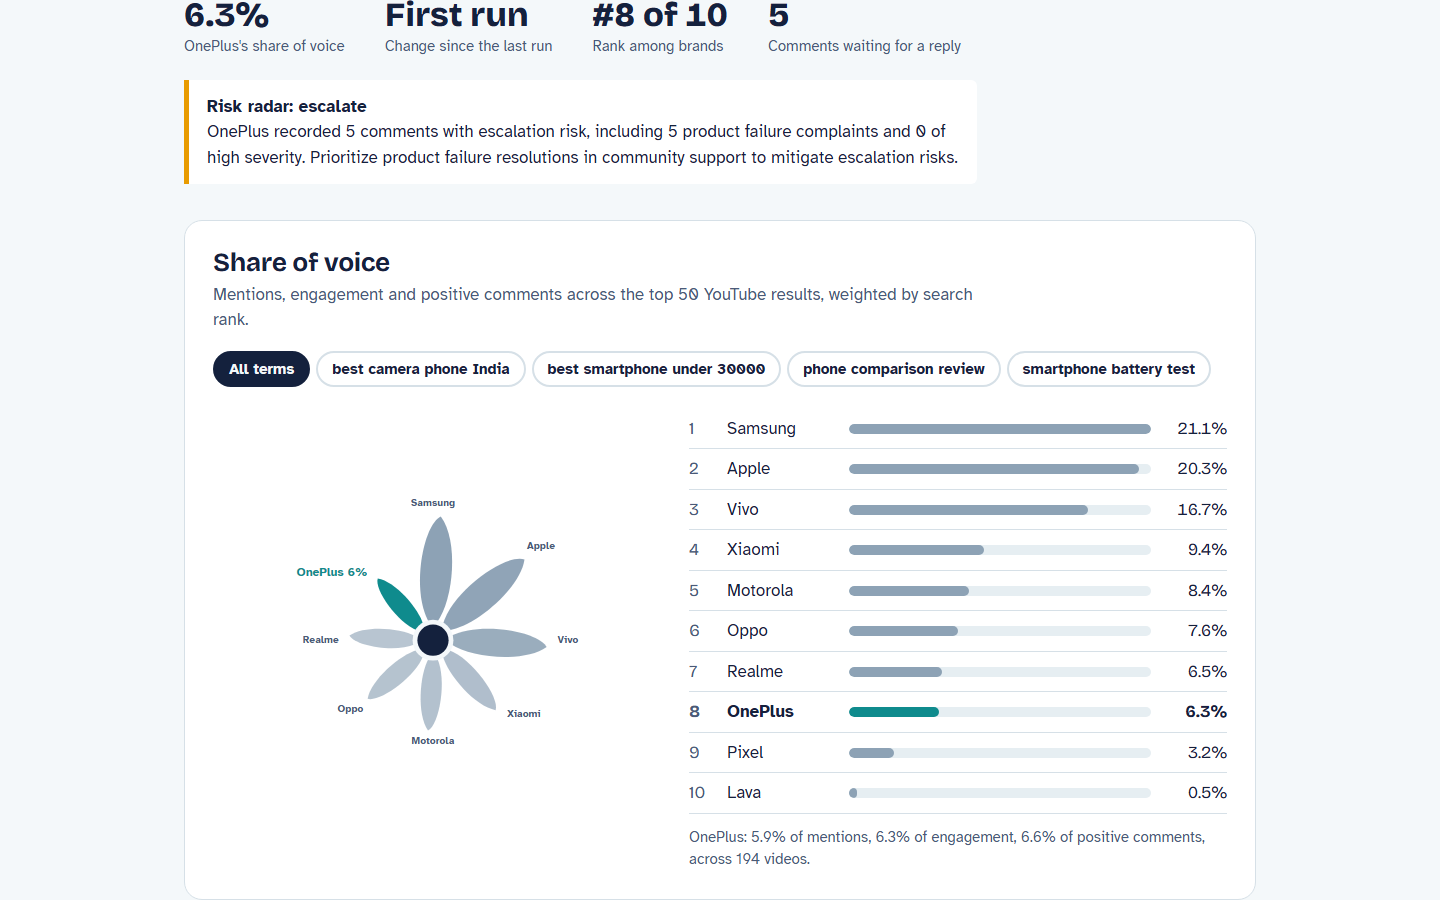 6.3%
OnePlus's share of voice
First run
Change since the last run
#8 of 10
Rank among brands
5
Comments waiting for a reply
Risk radar: escalate
OnePlus recorded 5 comments with escalation risk, including 5 product failure complaints and 0 of
high severity. Prioritize product failure resolutions in community support to mitigate escalation risks.
Share of voice
Mentions, engagement and positive comments across the top 50 YouTube results, weighted by search
rank.
All terms
best camera phone India
best smartphone under 30000
phone comparison review
smartphone battery test
Samsung
Apple
OnePlus 6%
Realme
Vivo
Oppo
Xiaomi
Motorola
1 Samsung 21.1%
2 Apple 20.3%
3 Vivo 16.7%
4 Xiaomi 9.4%
5 Motorola 8.4%
6 Oppo 7.6%
7 Realme 6.5%
8 OnePlus 6.3%
9 Pixel 3.2%
10 Lava 0.5%
OnePlus: 5.9% of mentions, 6.3% of engagement, 6.6% of positive comments,
across 194 videos.